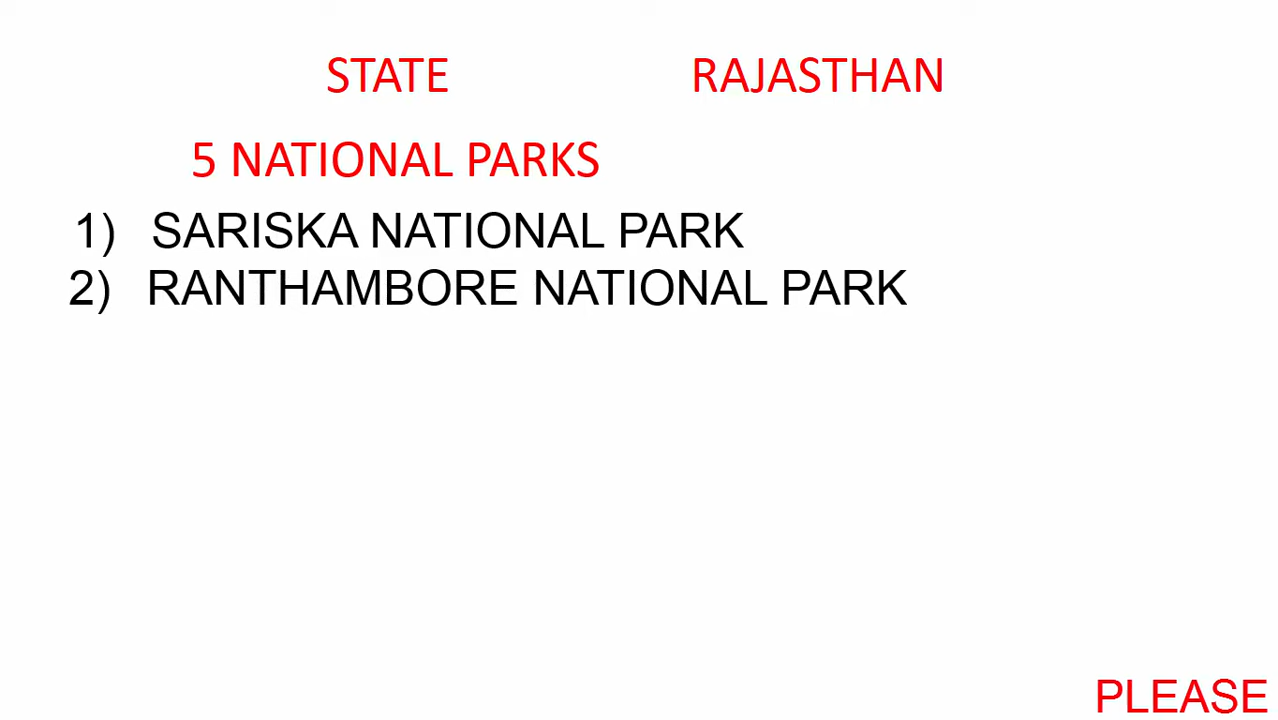 STATE RAJASTHAN
5 NATIONAL PARKS
1) SARISKA NATIONAL PARK
2) RANTHAMBORE NATIONAL PARK
PLEASE